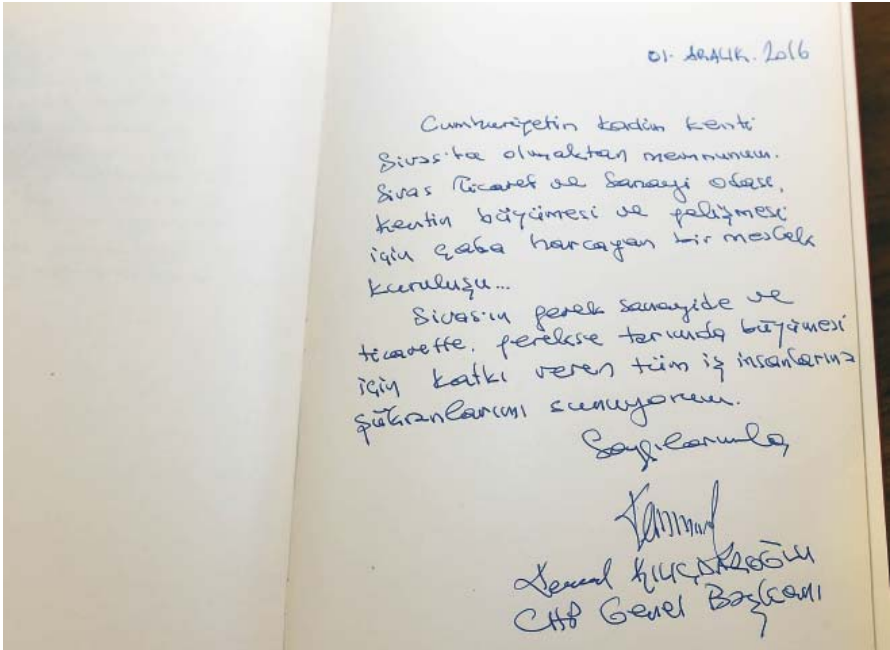 01. ARALIK. 2016
Cumhuriyetin kadim kenti
Sivas'ta olmaktan memnunum.
Sivas Ticaret ve Sanayi odası,
kentin büyümesi ve gelişmesi
için çaba harcayan bir meslek
kuruluşu...
Sivas'ın gerek sanayide ve
ticarette, gerekse tarımda büyümesi
için katkı veren tüm iş insanlarına
şükranlarımı sunuyorum.
Saygılarımla,
Kemal KILIÇDAROĞLU
CHP Genel Başkanı